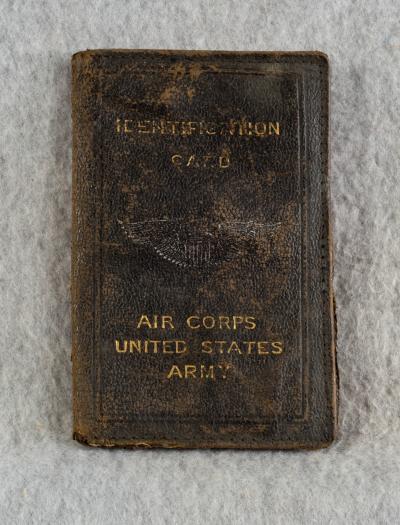 IDENTIFICATION
CARD
AIR CORPS
UNITED STATES
ARMY